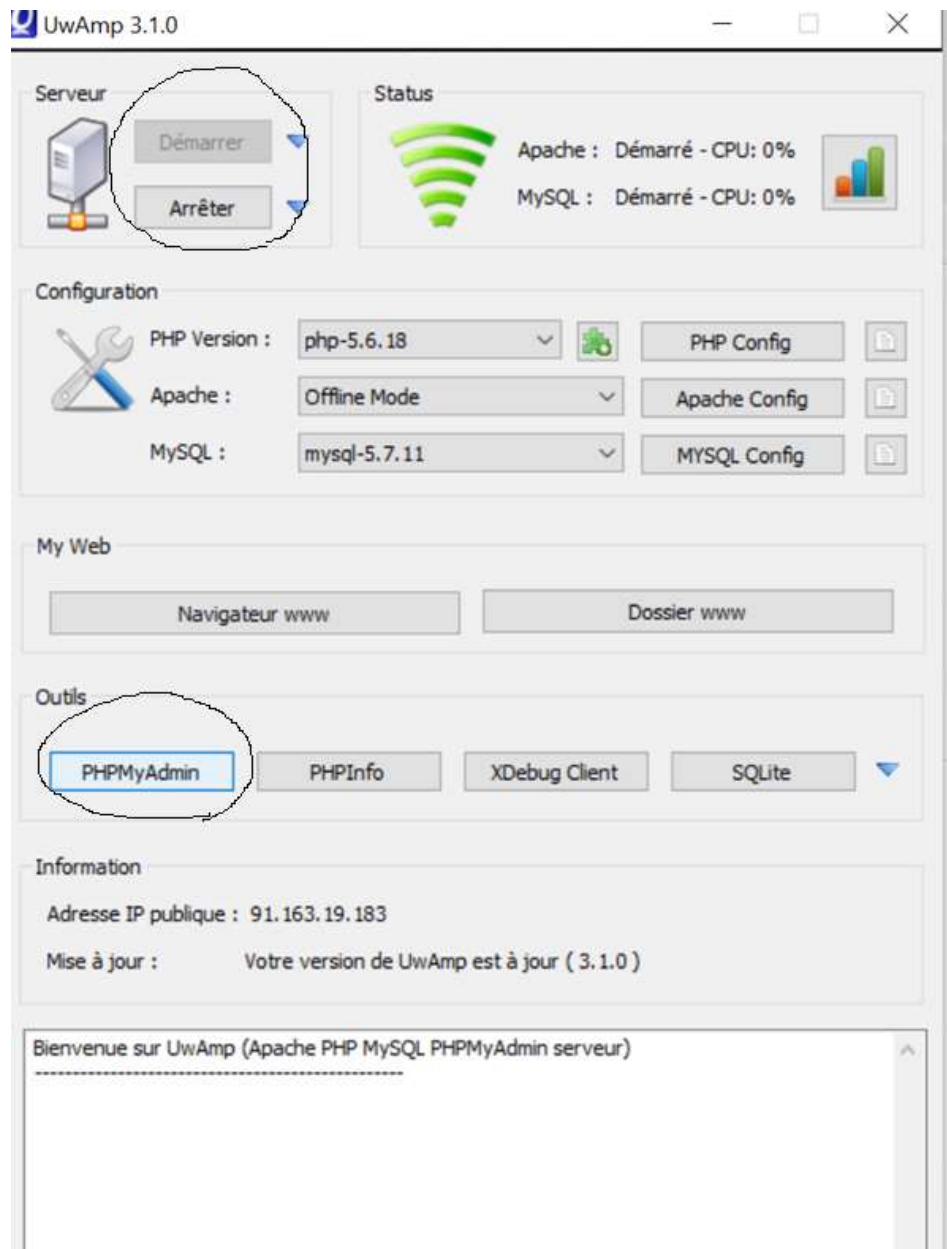 UwAmp 3.1.0
Serveur
Démarrer
Arrêter
Status
Apache : Démarré - CPU: 0%
MySQL : Démarré - CPU: 0%
Configuration
PHP Version : php-5.6.18 PHP Config
Apache : Offline Mode Apache Config
MySQL : mysql-5.7.11 MYSQL Config
My Web
Navigateur www Dossier www
Outils
PHPMyAdmin PHPInfo XDebug Client SQLite
Information
Adresse IP publique : 91.163.19.183
Mise à jour : Votre version de UwAmp est à jour ( 3.1.0 )
Bienvenue sur UwAmp (Apache PHP MySQL PHPMyAdmin serveur)
------------------------------------------------